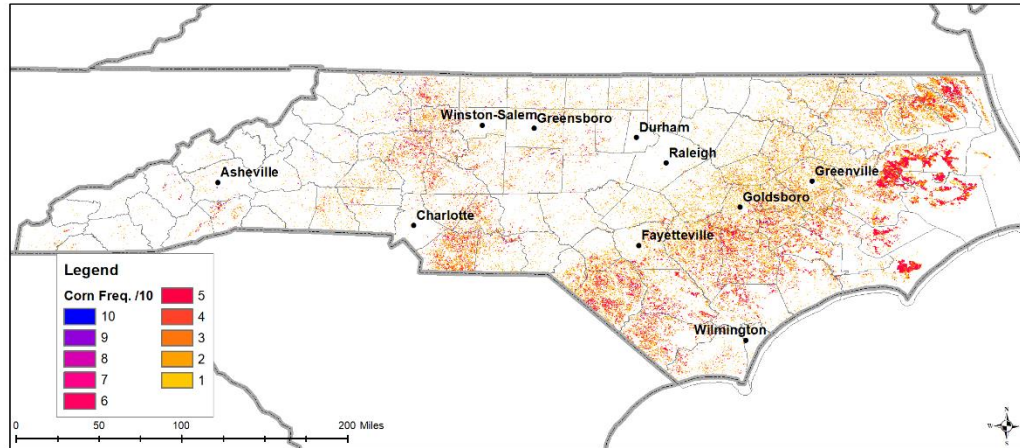 Winston-Salem
Greensboro
Durham
Raleigh
Asheville
Greenville
Goldsboro
Charlotte
Fayetteville
Wilmington
Legend
Corn Freq. /10
10
9
8
7
6
5
4
3
2
1
0 50 100 200 Miles
N
W E
S